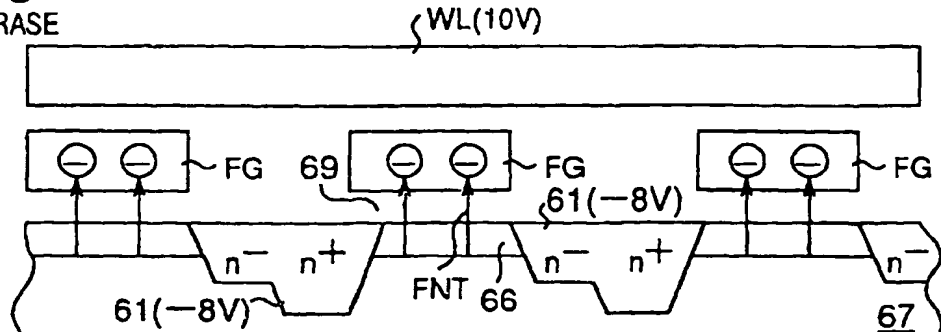 RASE
WL(10V)
⊖ ⊖ FG ⊖ ⊖ FG ⊖ ⊖ FG
69
61(—8V)
n− n+ n− n+ n−
61(—8V) FNT 66 67